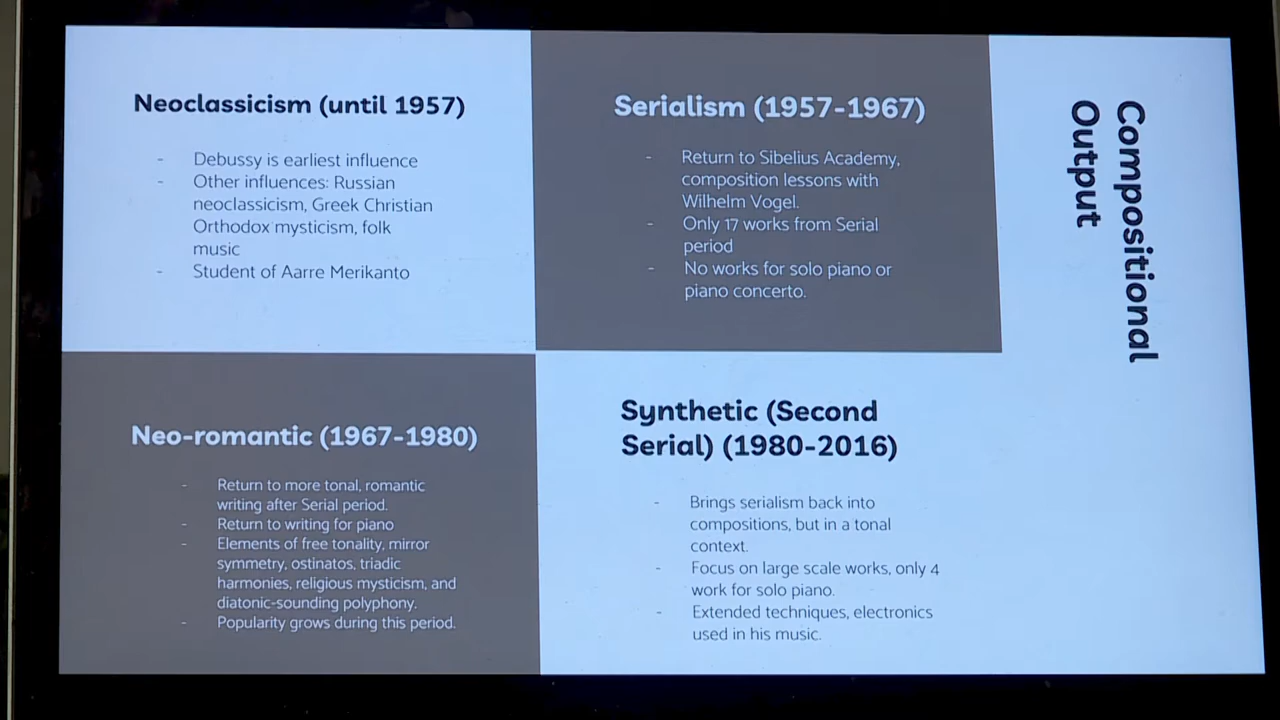 Neoclassicism (until 1957)
- Debussy is earliest influence
- Other influences: Russian
neoclassicism, Greek Christian
Orthodox mysticism, folk
music
- Student of Aarre Merikanto
Serialism (1957-1967)
- Return to Sibelius Academy,
composition lessons with
Wilhelm Vogel.
- Only 17 works from Serial
period
- No works for solo piano or
piano concerto.
Compositional
Output
Neo-romantic (1967-1980)
- Return to more tonal, romantic
writing after Serial period.
- Return to writing for piano
- Elements of free tonality, mirror
symmetry, ostinatos, triadic
harmonies, religious mysticism, and
diatonic-sounding polyphony.
- Popularity grows during this period.
Synthetic (Second
Serial) (1980-2016)
- Brings serialism back into
compositions, but in a tonal
context.
- Focus on large scale works, only 4
work for solo piano.
- Extended techniques, electronics
used in his music.